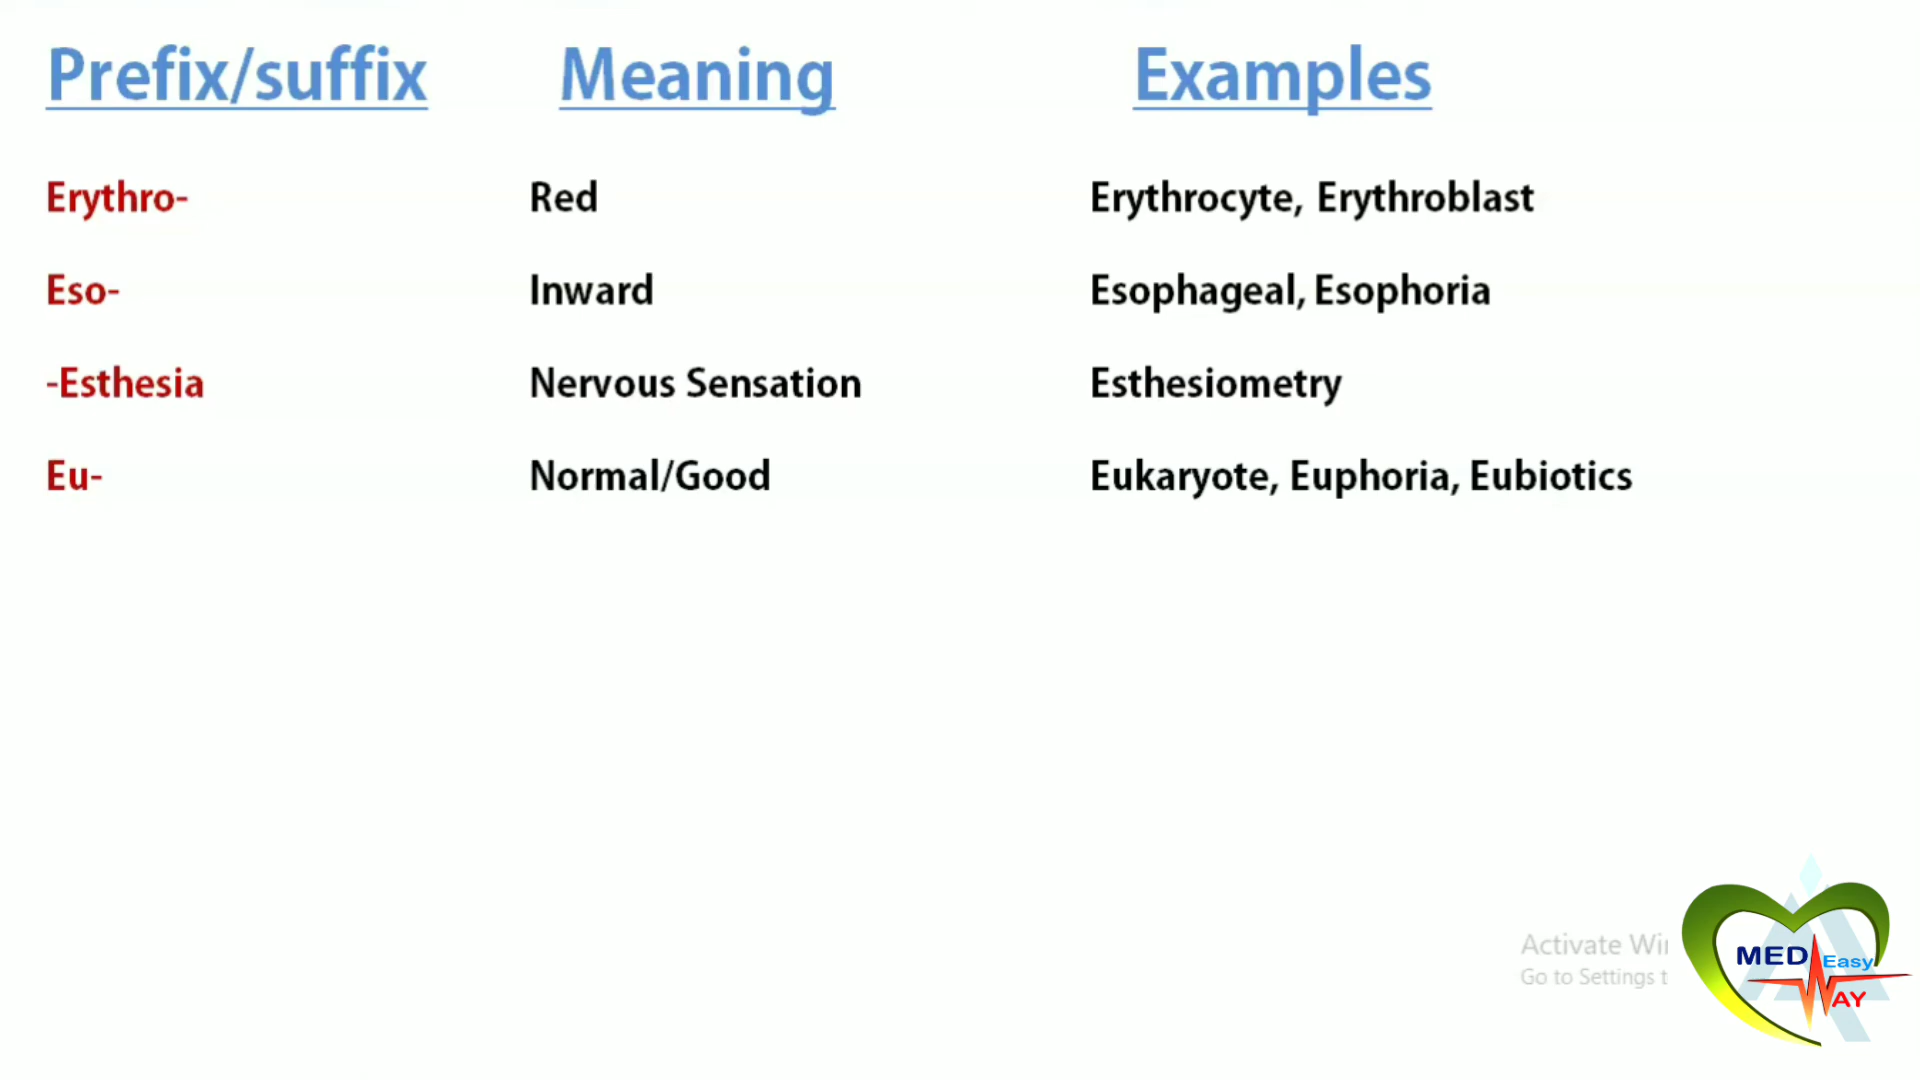 Prefix/suffix Meaning Examples
Erythro- Red Erythrocyte, Erythroblast
Eso- Inward Esophageal, Esophoria
-Esthesia Nervous Sensation Esthesiometry
Eu- Normal/Good Eukaryote, Euphoria, Eubiotics
Activate Wi
Go to Settings t
MED Easy
WAY